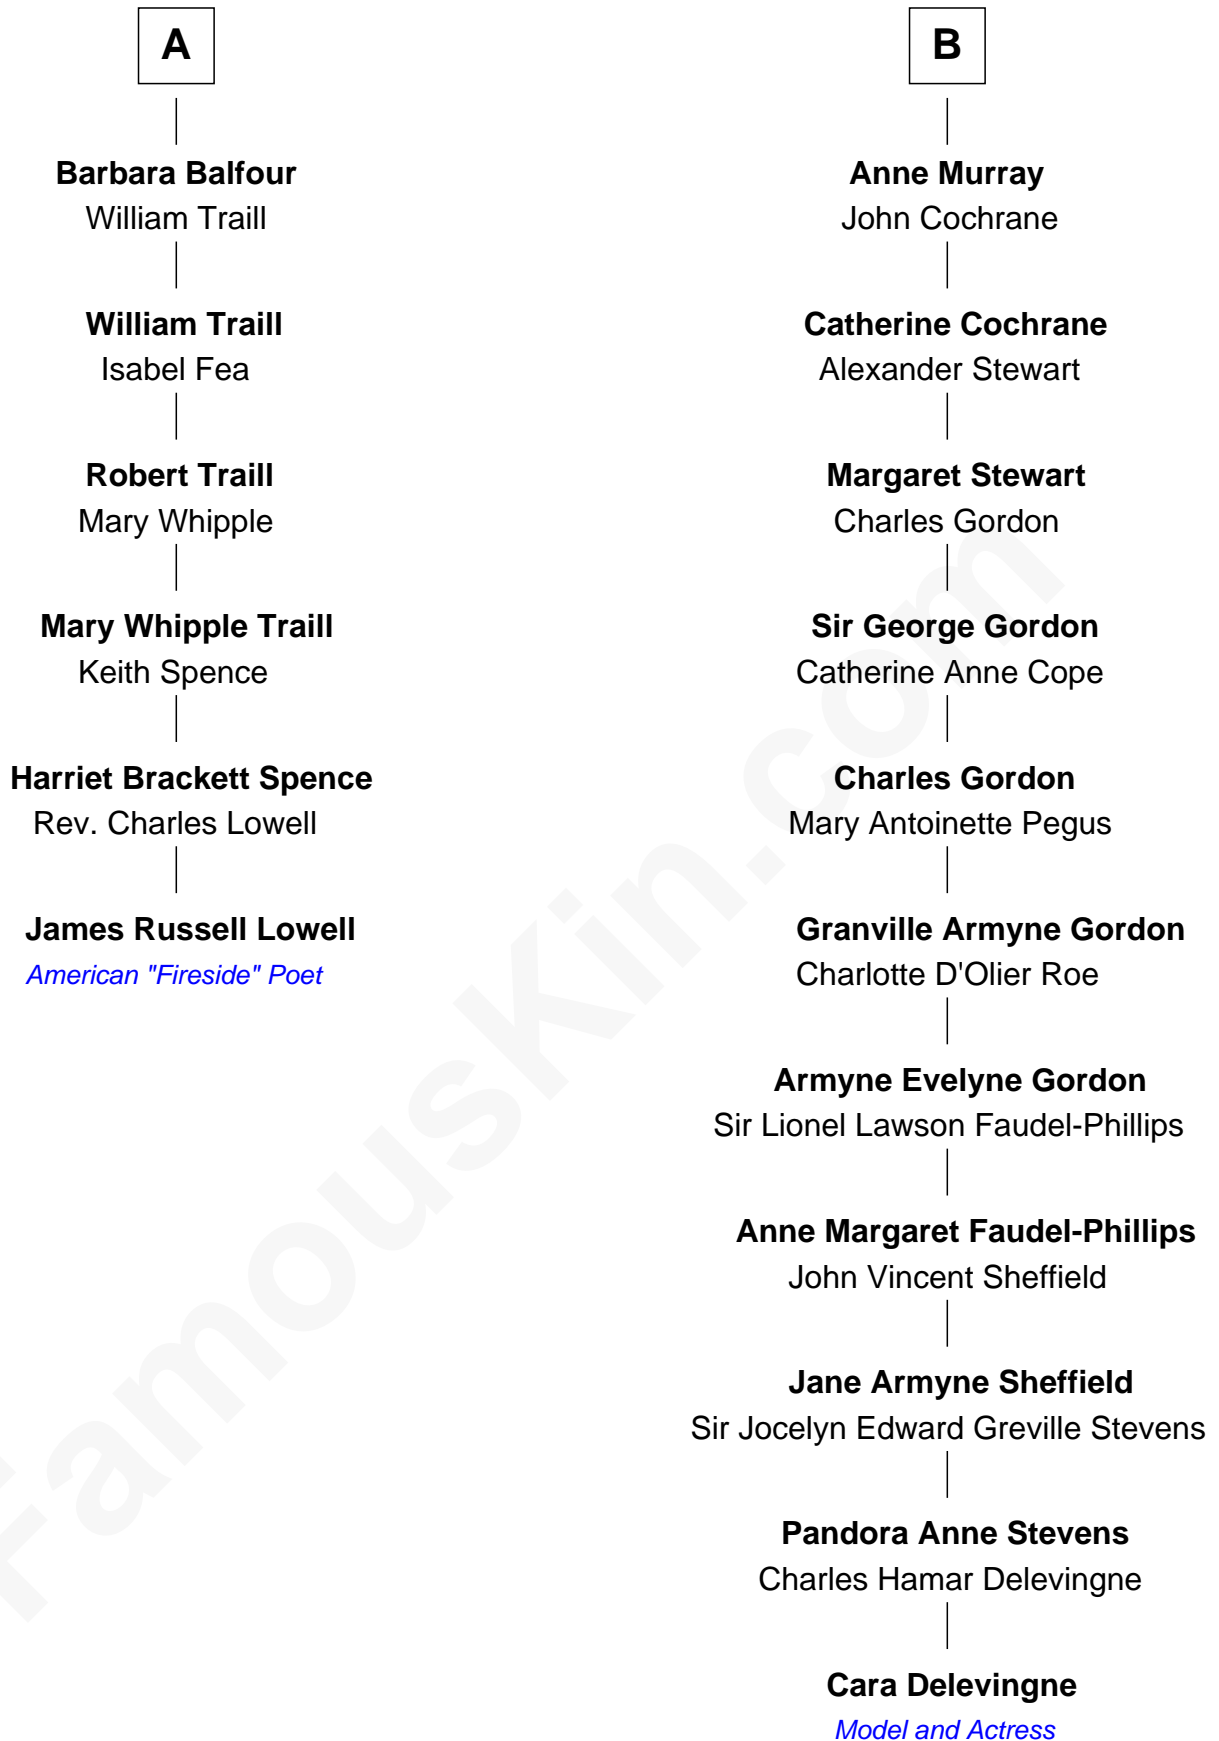 A
Barbara Balfour
William Traill
William Traill
Isabel Fea
Robert Traill
Mary Whipple
Mary Whipple Traill
Keith Spence
Harriet Brackett Spence
Rev. Charles Lowell
James Russell Lowell
American "Fireside" Poet
B
Anne Murray
John Cochrane
Catherine Cochrane
Alexander Stewart
Margaret Stewart
Charles Gordon
Sir George Gordon
Catherine Anne Cope
Charles Gordon
Mary Antoinette Pegus
Granville Armyne Gordon
Charlotte D'Olier Roe
Armyne Evelyne Gordon
Sir Lionel Lawson Faudel-Phillips
Anne Margaret Faudel-Phillips
John Vincent Sheffield
Jane Armyne Sheffield
Sir Jocelyn Edward Greville Stevens
Pandora Anne Stevens
Charles Hamar Delevingne
Cara Delevingne
Model and Actress
FamousKin.com